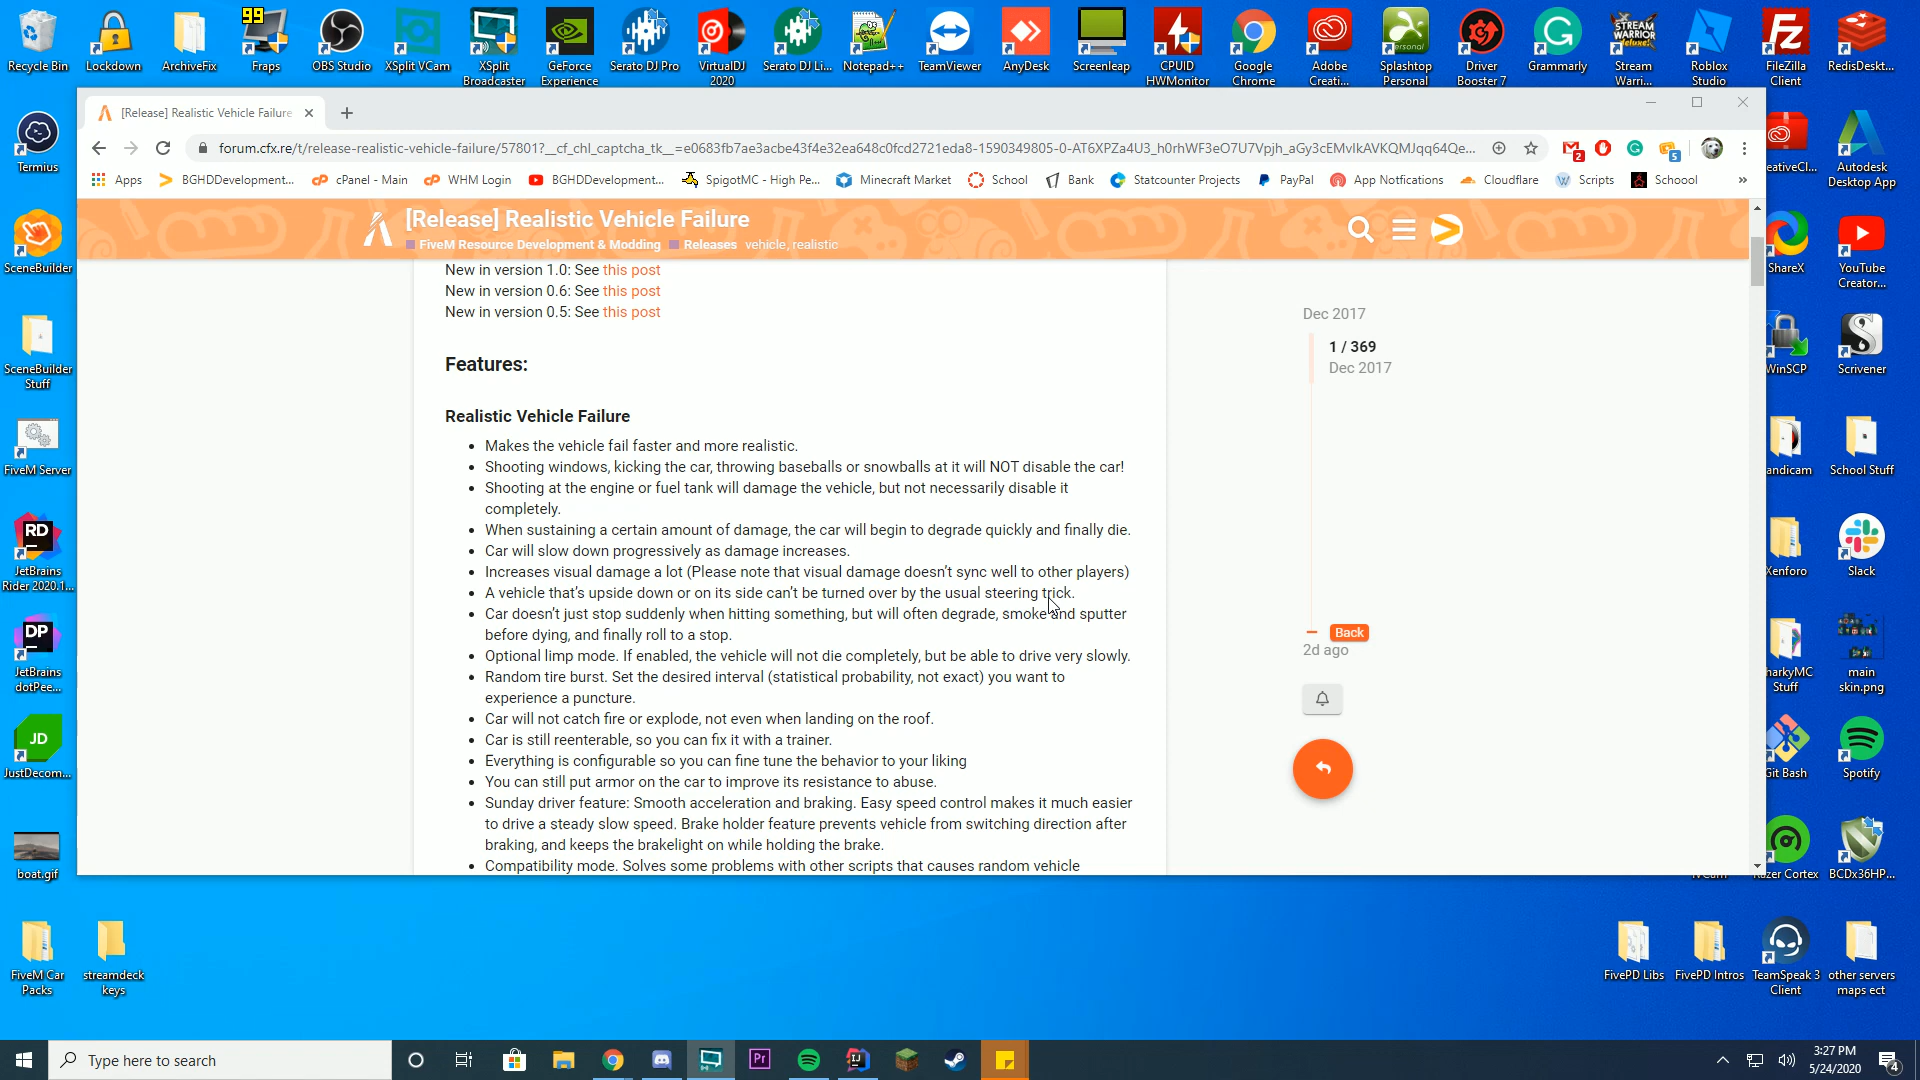 Recycle Bin
Lockdown
ArchiveFix
99
Fraps
OBS Studio
XSplit VCam
XSplit
Broadcaster
GeForce
Experience
Serato DJ Pro
VirtualDJ
2020
Serato DJ Li...
Notepad++
TeamViewer
AnyDesk
Screenleap
CPUID
HWMonitor
Google
Chrome
Adobe
Creati...
Personal
Splashtop
Personal
Driver
Booster 7
Grammarly
STREAM
WARRIOR
Stream
Warri...
Roblox
Studio
FileZilla
Client
RedisDeskt...
[Release] Realistic Vehicle Failure
forum.cfx.re/t/release-realistic-vehicle-failure/57801?__cf_chl_captcha_tk__=e0683fb7ae3acbe43f4e32ea648c0fcd2721eda8-1590349805-0-AT6XPZa4U3_h0rhWF3eO7U7Vpjh_aGy3cEMvIkAVKQMJqq64Qe...
2
5
Apps
BGHDDevelopment...
cPanel - Main
WHM Login
BGHDDevelopment...
SpigotMC - High Pe...
Minecraft Market
School
Bank
Statcounter Projects
PayPal
App Notfications
Cloudflare
Scripts
Schoool
»
[Release] Realistic Vehicle Failure
FiveM Resource Development & Modding Releases vehicle, realistic
New in version 1.0: See this post
New in version 0.6: See this post
New in version 0.5: See this post
Features:
Realistic Vehicle Failure
• Makes the vehicle fail faster and more realistic.
• Shooting windows, kicking the car, throwing baseballs or snowballs at it will NOT disable the car!
• Shooting at the engine or fuel tank will damage the vehicle, but not necessarily disable it
completely.
• When sustaining a certain amount of damage, the car will begin to degrade quickly and finally die.
• Car will slow down progressively as damage increases.
• Increases visual damage a lot (Please note that visual damage doesn't sync well to other players)
• A vehicle that's upside down or on its side can't be turned over by the usual steering trick.
• Car doesn't just stop suddenly when hitting something, but will often degrade, smoke and sputter
before dying, and finally roll to a stop.
• Optional limp mode. If enabled, the vehicle will not die completely, but be able to drive very slowly.
• Random tire burst. Set the desired interval (statistical probability, not exact) you want to
experience a puncture.
• Car will not catch fire or explode, not even when landing on the roof.
• Car is still reenterable, so you can fix it with a trainer.
• Everything is configurable so you can fine tune the behavior to your liking
• You can still put armor on the car to improve its resistance to abuse.
• Sunday driver feature: Smooth acceleration and braking. Easy speed control makes it much easier
to drive a steady slow speed. Brake holder feature prevents vehicle from switching direction after
braking, and keeps the brakelight on while holding the brake.
• Compatibility mode. Solves some problems with other scripts that causes random vehicle
Dec 2017
1 / 369
Dec 2017
Back
2d ago
Termius
SceneBuilder
SceneBuilder
Stuff
FiveM Server
RD
JetBrains
Rider 2020.1...
DP
JetBrains
dotPee...
JD
JustDecom...
boat.gif
FiveM Car
Packs
streamdeck
keys
eativeCl...
Autodesk
Desktop App
ShareX
YouTube
Creator...
WinSCP
Scrivener
andicam
School Stuff
Xenforo
Slack
harkyMC
Stuff
main
skin.png
Git Bash
Spotify
Razer Cortex
BCDx36HP...
FivePD Libs
FivePD Intros
TeamSpeak 3
Client
other servers
maps ect
Type here to search
Pr
3:27 PM
5/24/2020
4